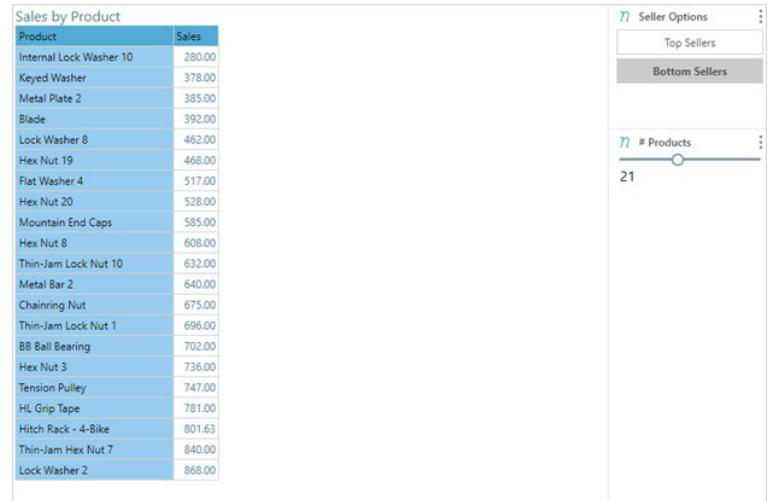 Sales by Product
Product Sales
Internal Lock Washer 10 280.00
Keyed Washer 378.00
Metal Plate 2 385.00
Blade 392.00
Lock Washer 8 462.00
Hex Nut 19 468.00
Flat Washer 4 517.00
Hex Nut 20 528.00
Mountain End Caps 585.00
Hex Nut 8 608.00
Thin-Jam Lock Nut 10 632.00
Metal Bar 2 640.00
Chainring Nut 675.00
Thin-Jam Lock Nut 1 696.00
BB Ball Bearing 702.00
Hex Nut 3 736.00
Tension Pulley 747.00
HL Grip Tape 781.00
Hitch Rack - 4-Bike 801.63
Thin-Jam Hex Nut 7 840.00
Lock Washer 2 868.00
n Seller Options
Top Sellers
Bottom Sellers
n # Products
21